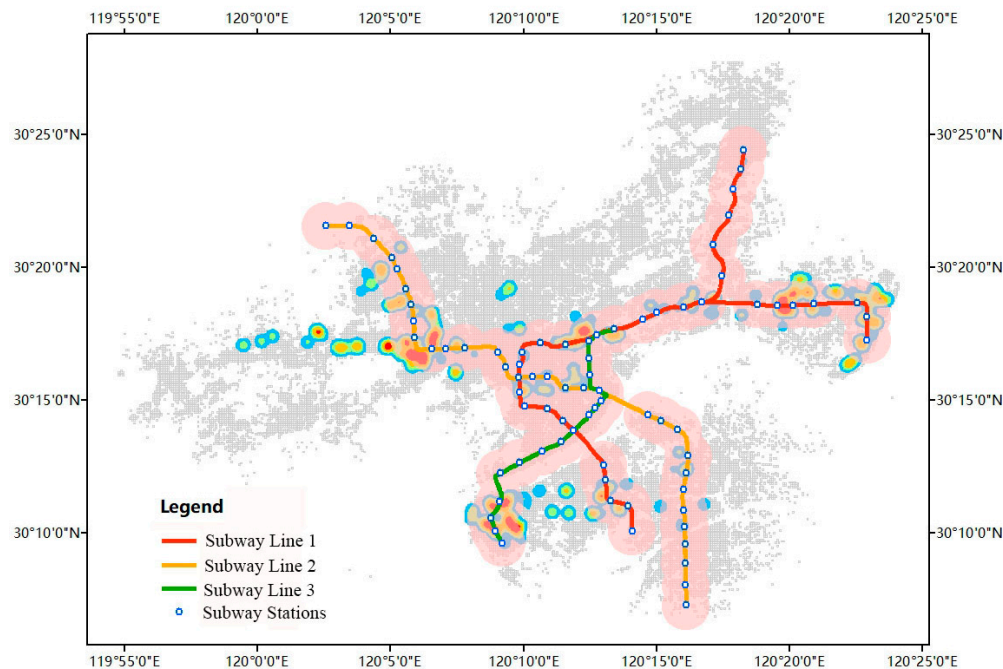 119°55'0"E 120°0'0"E 120°5'0"E 120°10'0"E 120°15'0"E 120°20'0"E 120°25'0"E
30°25'0"N 30°25'0"N
30°20'0"N 30°20'0"N
30°15'0"N 30°15'0"N
30°10'0"N 30°10'0"N
Legend
Subway Line 1
Subway Line 2
Subway Line 3
Subway Stations
119°55'0"E 120°0'0"E 120°5'0"E 120°10'0"E 120°15'0"E 120°20'0"E 120°25'0"E